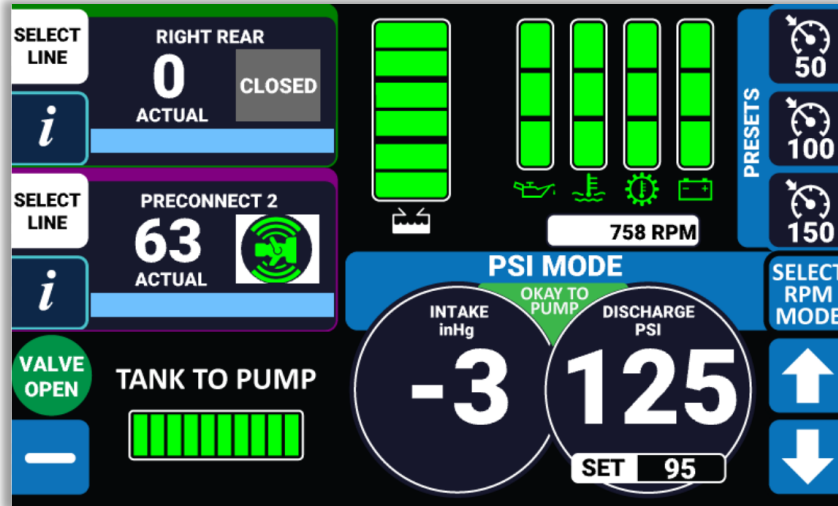 SELECT
LINE
RIGHT REAR
0
ACTUAL
CLOSED
i
SELECT
LINE
PRECONNECT 2
63
ACTUAL
i
VALVE
OPEN
TANK TO PUMP
758 RPM
PRESETS
50
100
150
PSI MODE
OKAY TO
PUMP
INTAKE
inHg
-3
DISCHARGE
PSI
125
SET 95
SELECT
RPM
MODE